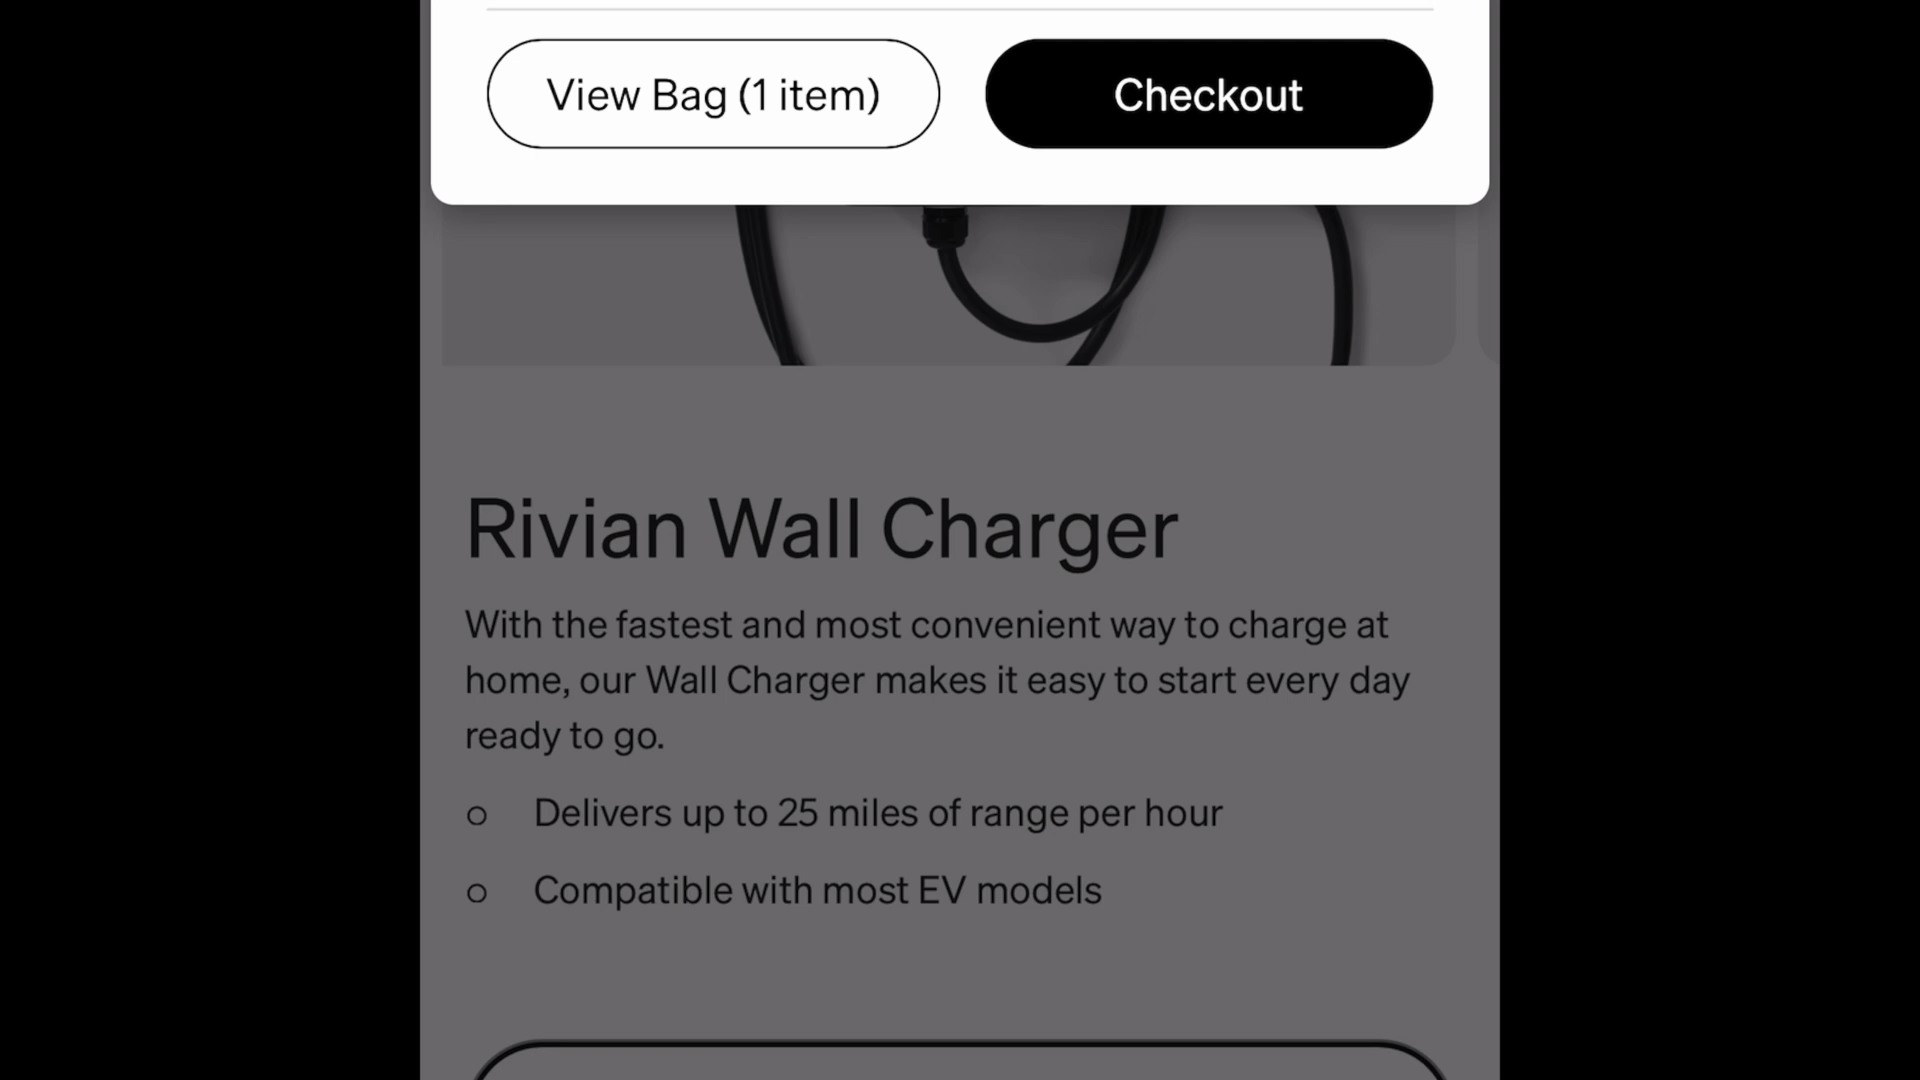 View Bag (1 item)
Checkout
Rivian Wall Charger
With the fastest and most convenient way to charge at
home, our Wall Charger makes it easy to start every day
ready to go.
Delivers up to 25 miles of range per hour
Compatible with most EV models